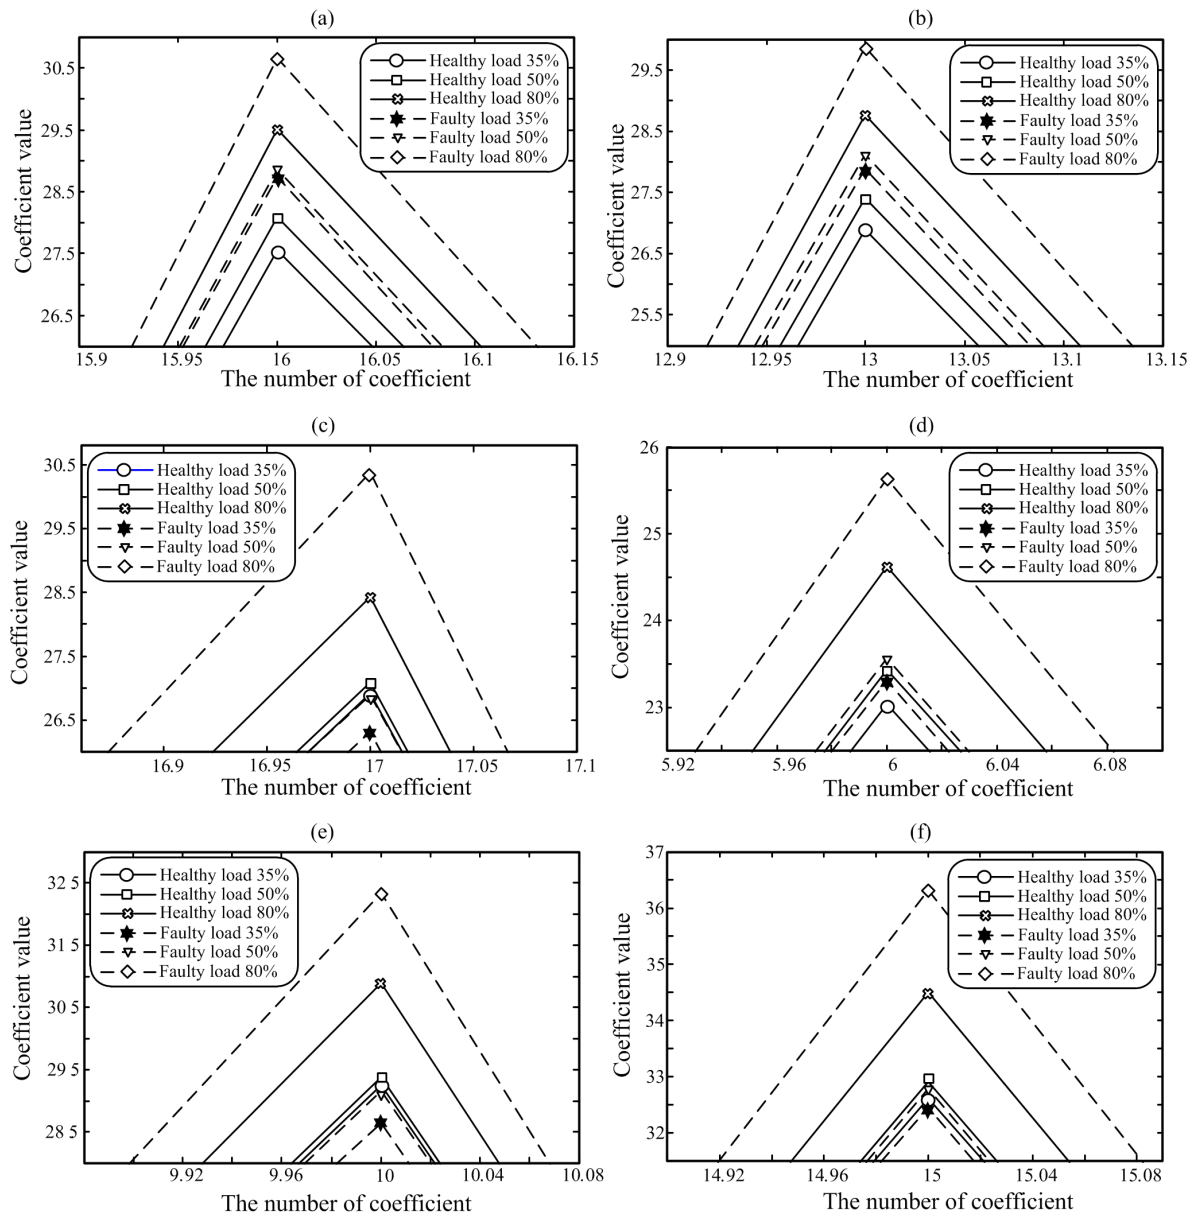 (a)
Coefficient value
30.5
29.5
28.5
27.5
26.5
15.9
15.95
16
16.05
16.1
16.15
The number of coefficient
Healthy load 35%
Healthy load 50%
Healthy load 80%
Faulty load 35%
Faulty load 50%
Faulty load 80%
(b)
Coefficient value
29.5
28.5
27.5
26.5
25.5
12.9
12.95
13
13.05
13.1
13.15
The number of coefficient
Healthy load 35%
Healthy load 50%
Healthy load 80%
Faulty load 35%
Faulty load 50%
Faulty load 80%
(c)
Coefficient value
30.5
29.5
28.5
27.5
26.5
16.9
16.95
17
17.05
17.1
The number of coefficient
Healthy load 35%
Healthy load 50%
Healthy load 80%
Faulty load 35%
Faulty load 50%
Faulty load 80%
(d)
Coefficient value
26
25
24
23
5.92
5.96
6
6.04
6.08
The number of coefficient
Healthy load 35%
Healthy load 50%
Healthy load 80%
Faulty load 35%
Faulty load 50%
Faulty load 80%
(e)
Coefficient value
32.5
31.5
30.5
29.5
28.5
9.92
9.96
10
10.04
10.08
The number of coefficient
Healthy load 35%
Healthy load 50%
Healthy load 80%
Faulty load 35%
Faulty load 50%
Faulty load 80%
(f)
Coefficient value
37
36
35
34
33
32
14.92
14.96
15
15.04
15.08
The number of coefficient
Healthy load 35%
Healthy load 50%
Healthy load 80%
Faulty load 35%
Faulty load 50%
Faulty load 80%